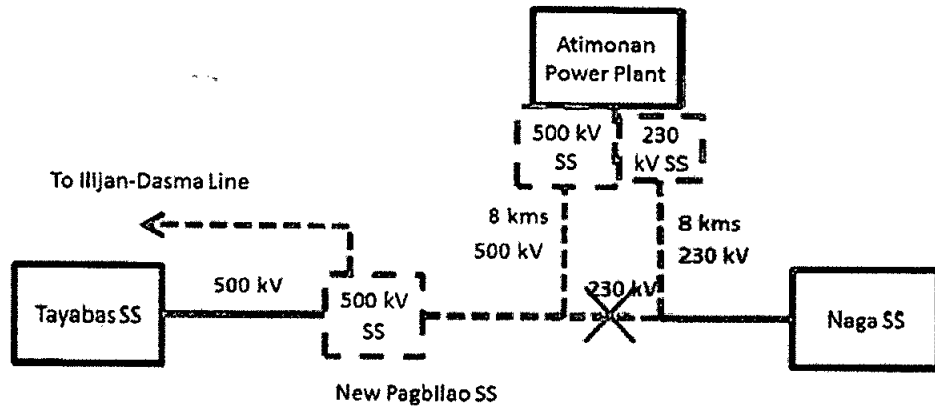 Atimonan
Power Plant
500 kV
SS
230
kV SS
To Ilijan-Dasma Line
8 kms
500 kV
8 kms
230 kV
500 kV
230 kV
Tayabas SS
500 kV
SS
Naga SS
New Pagbilao SS